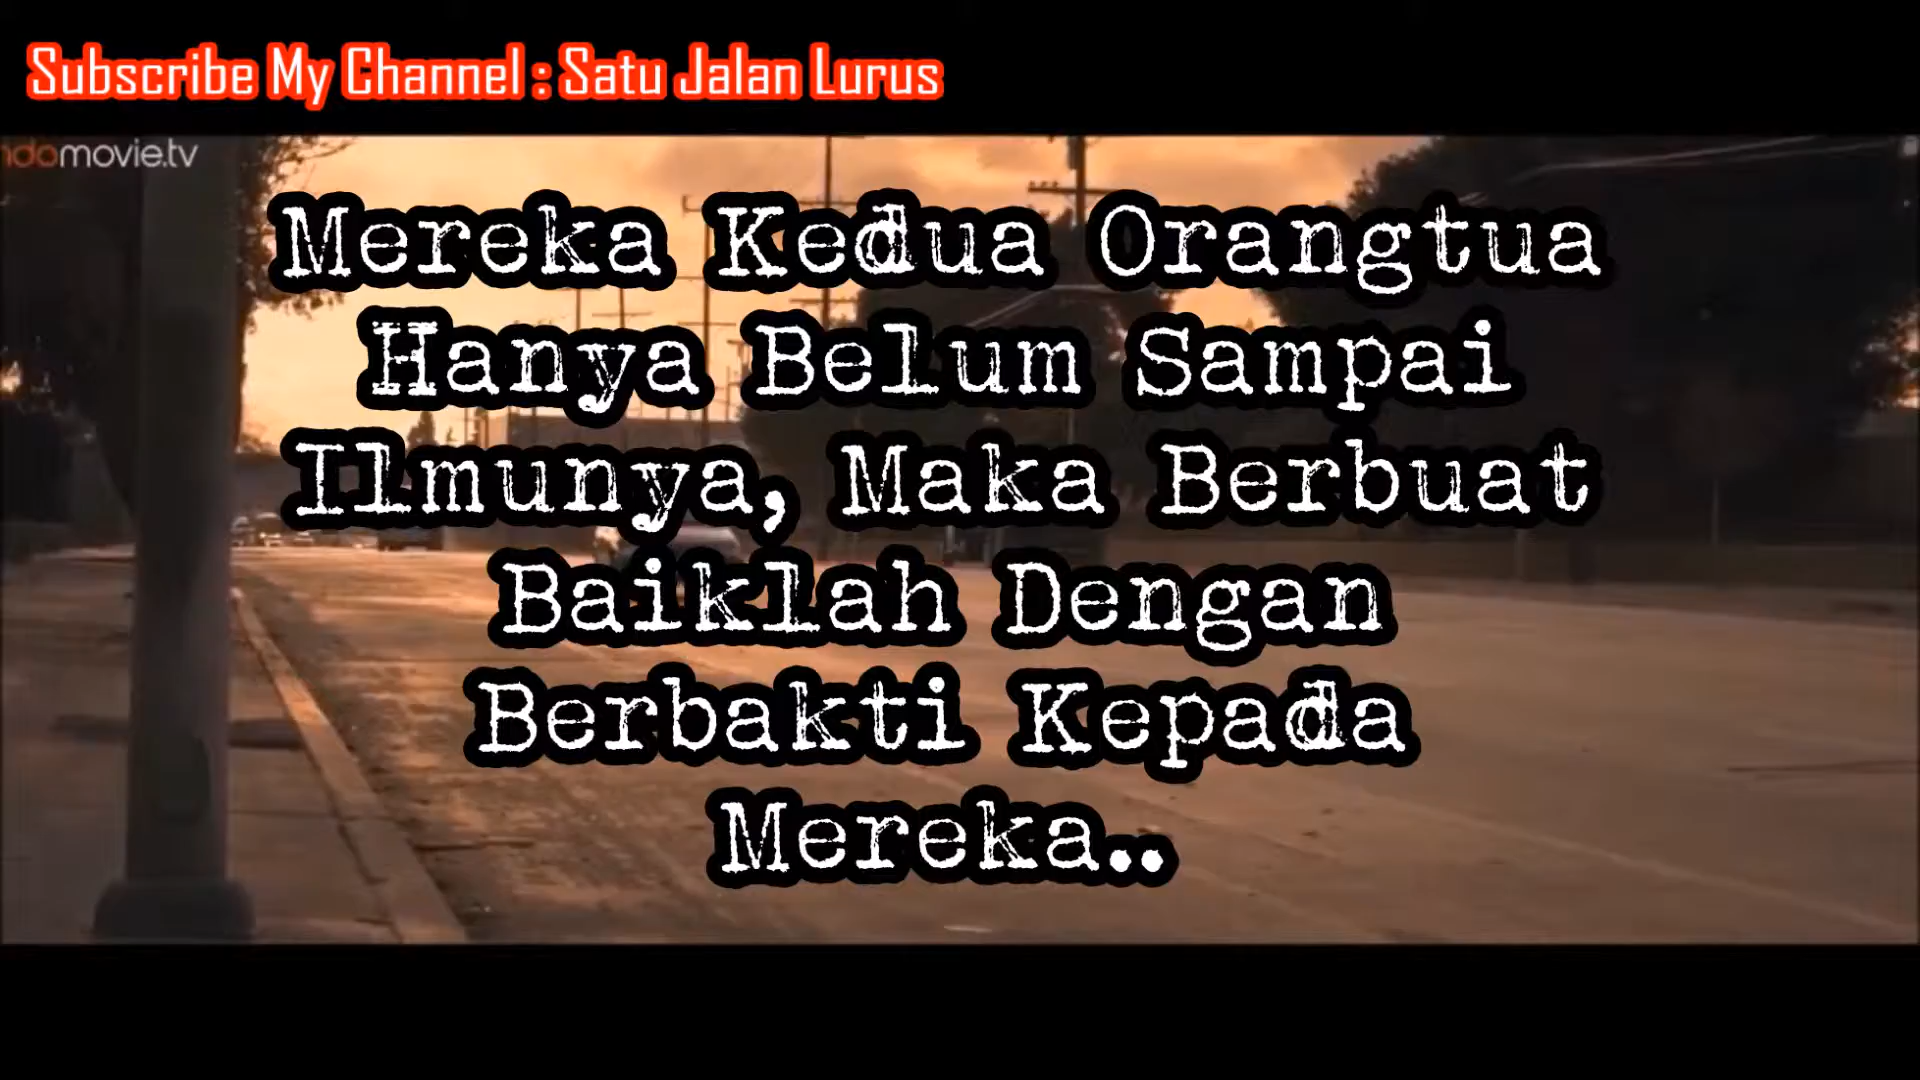 Subscribe My Channel : Satu Jalan Lurus
ndomovie.tv
Mereka Kedua Orangtua
Hanya Belum Sampai
Ilmunya, Maka Berbuat
Baiklah Dengan
Berbakti Kepada
Mereka..